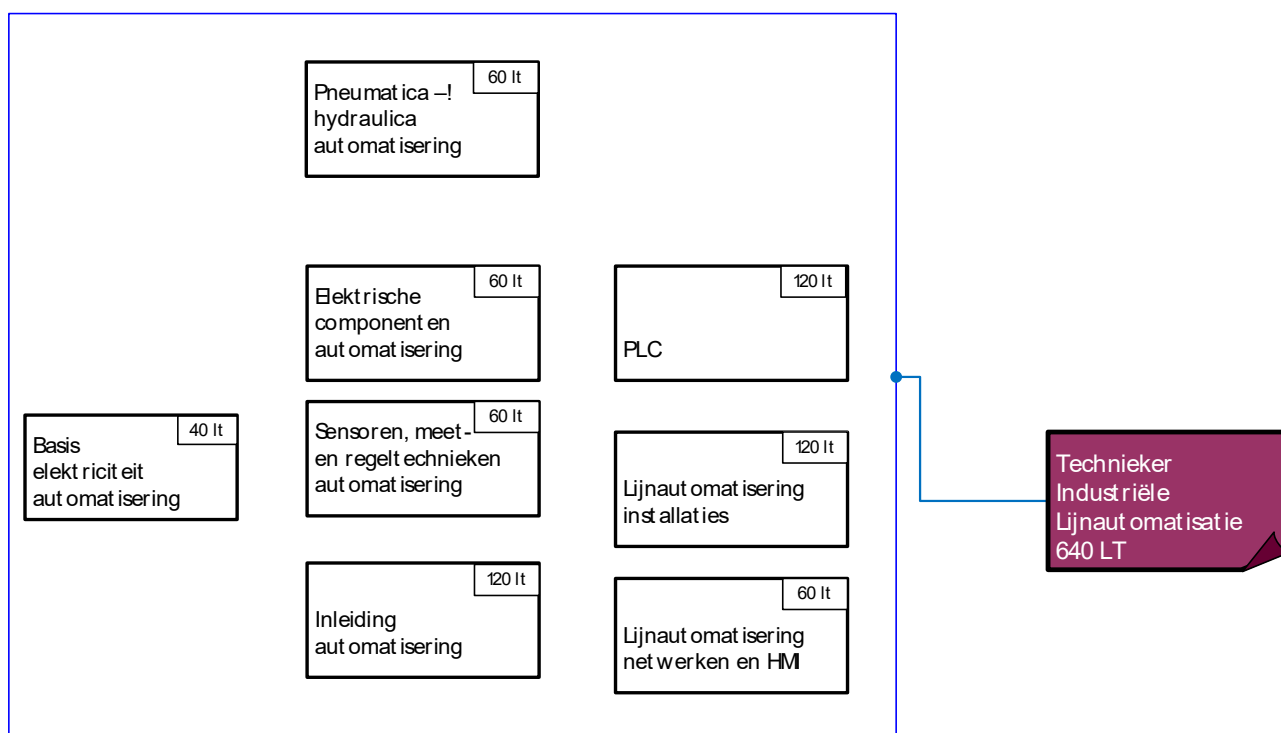 60 lt
Pneumatica –!
hydraulica
automatisering
60 lt
Elektrische
componenten
automatisering
120 lt
PLC
40 lt
Basis
elektriciteit
automatisering
60 lt
Sensoren, meet-
en regeltechnieken
automatisering
120 lt
Lijnautomatisering
installaties
Technieker
Industriële
Lijnautomatisatie
640 LT
120 lt
Inleiding
automatisering
60 lt
Lijnautomatisering
netwerken en HMI